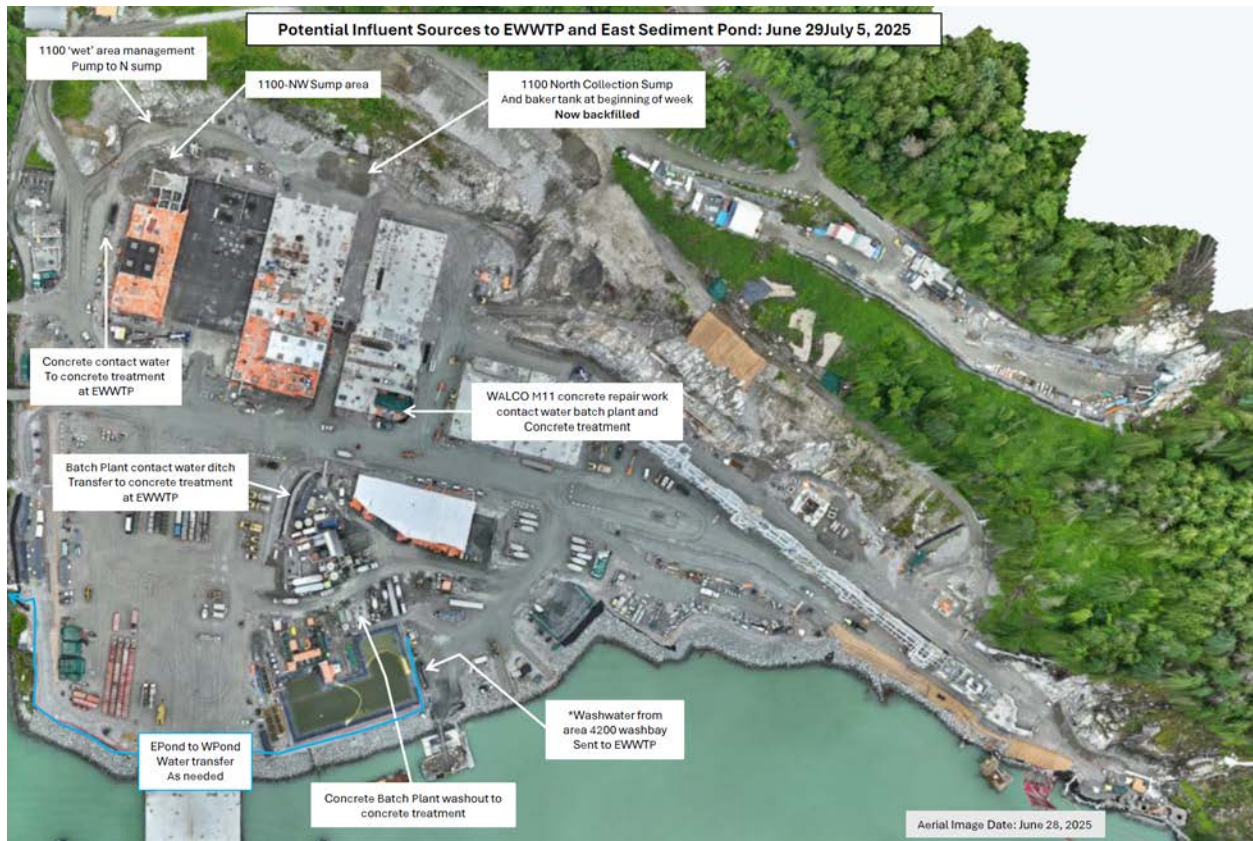 Potential Influent Sources to EWWTP and East Sediment Pond: June 29July 5, 2025
1100 'wet' area management
Pump to N sump
1100-NW Sump area
1100 North Collection Sump
And baker tank at beginning of week
Now backfilled
Concrete contact water
To concrete treatment
at EWWTP
WALCO M11 concrete repair work
contact water batch plant and
Concrete treatment
Batch Plant contact water ditch
Transfer to concrete treatment
at EWWTP
*Washwater from
area 4200 washbay
Sent to EWWTP
EPond to WPond
Water transfer
As needed
Concrete Batch Plant washout to
concrete treatment
Aerial Image Date: June 28, 2025